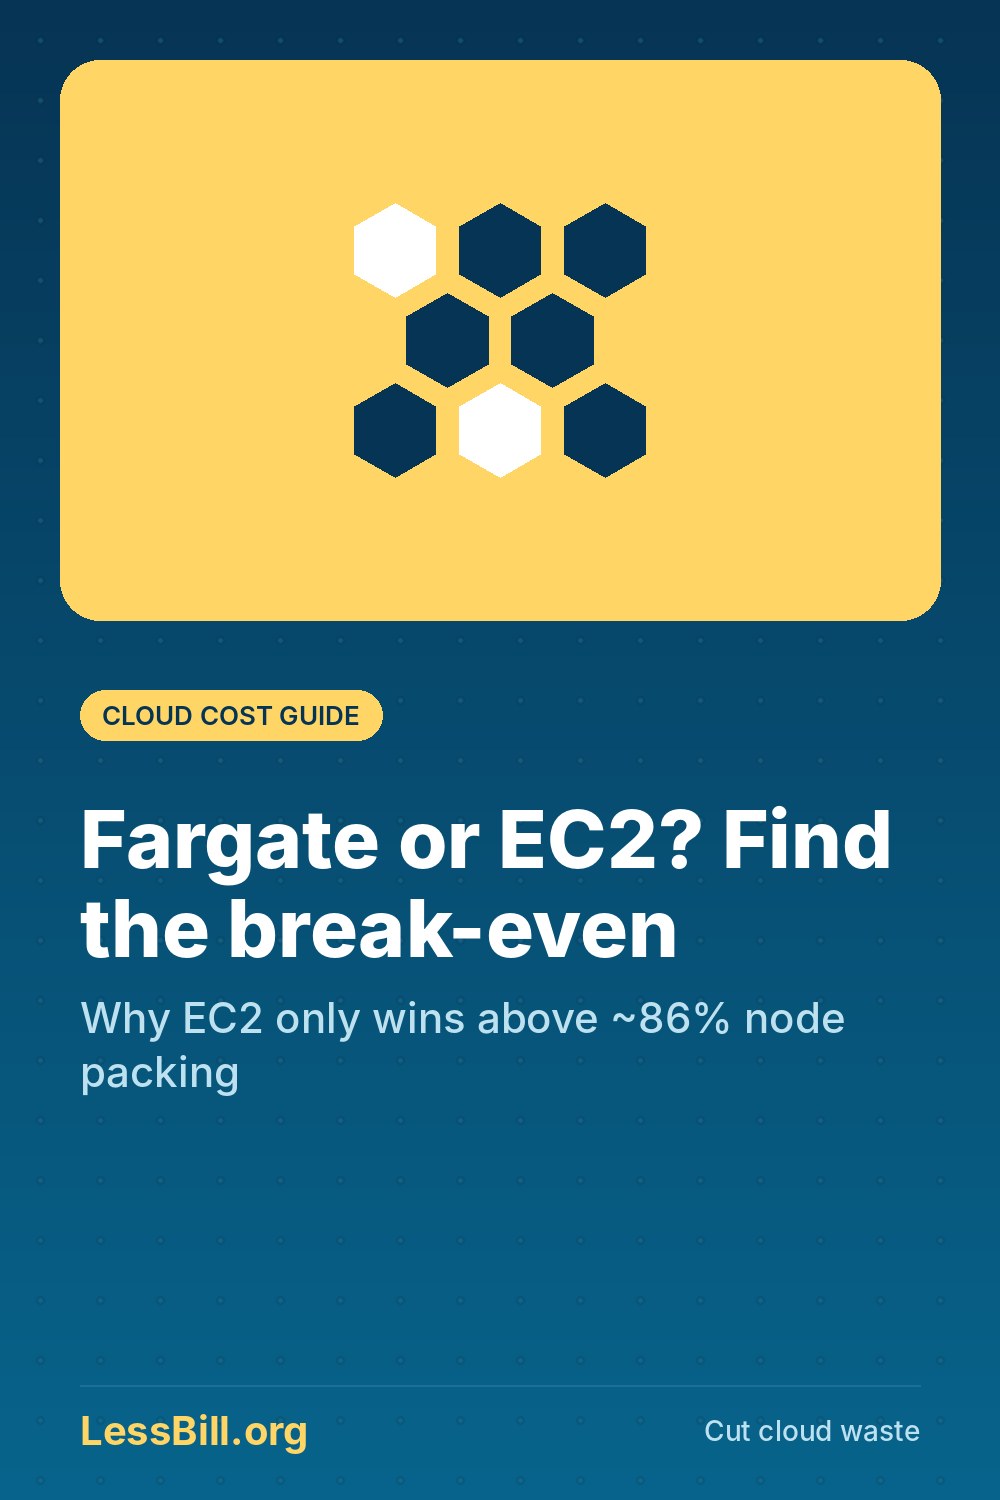 CLOUD COST GUIDE
Fargate or EC2? Find
the break-even
Why EC2 only wins above ~86% node
packing
LessBill.org
Cut cloud waste